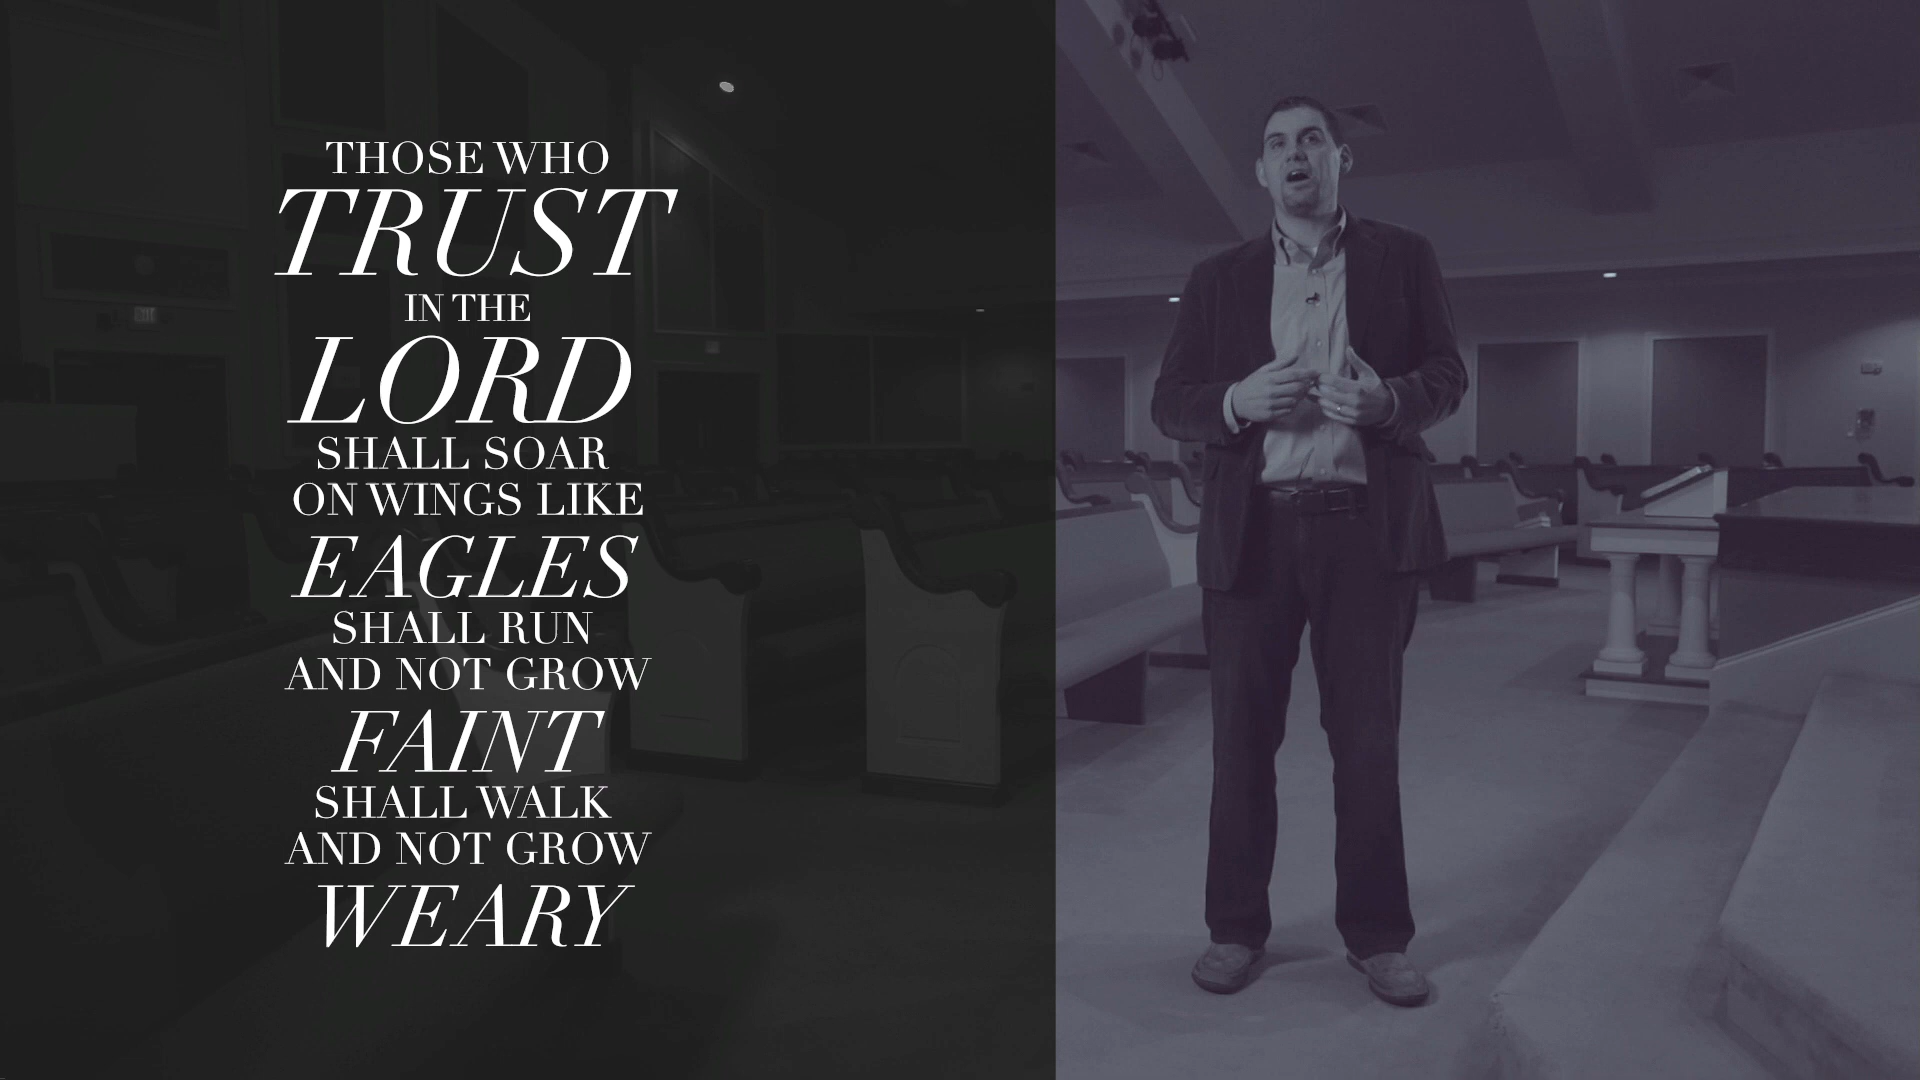 THOSE WHO
TRUST
IN THE
LORD
SHALL SOAR
ON WINGS LIKE
EAGLES
SHALL RUN
AND NOT GROW
FAINT
SHALL WALK
AND NOT GROW
WEARY